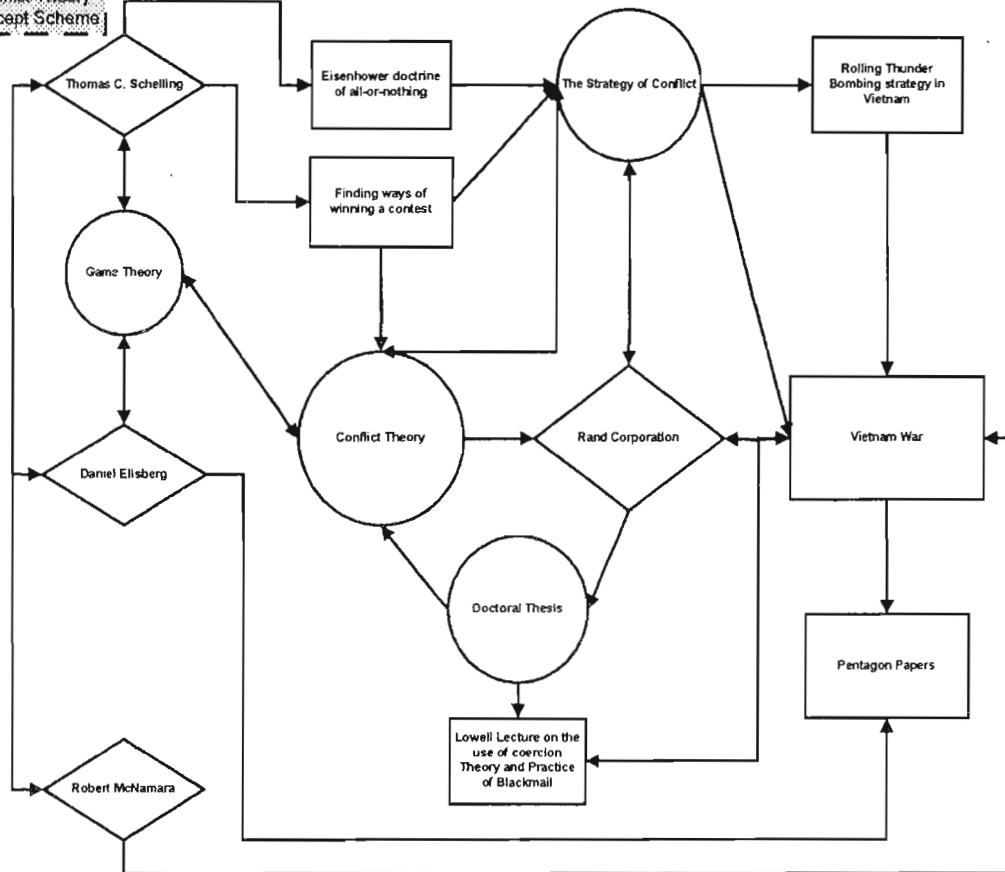 cept Scheme
Thomas C. Schelling
Eisenhower doctrine
of all-or-nothing
The Strategy of Conflict
Rolling Thunder
Bombing strategy in
Vietnam
Finding ways of
winning a contest
Game Theory
Conflict Theory
Rand Corporation
Vietnam War
Daniel Ellsberg
Doctoral Thesis
Pentagon Papers
Lowell Lecture on the
use of coercion
Theory and Practice
of Blackmail
Robert McNamara